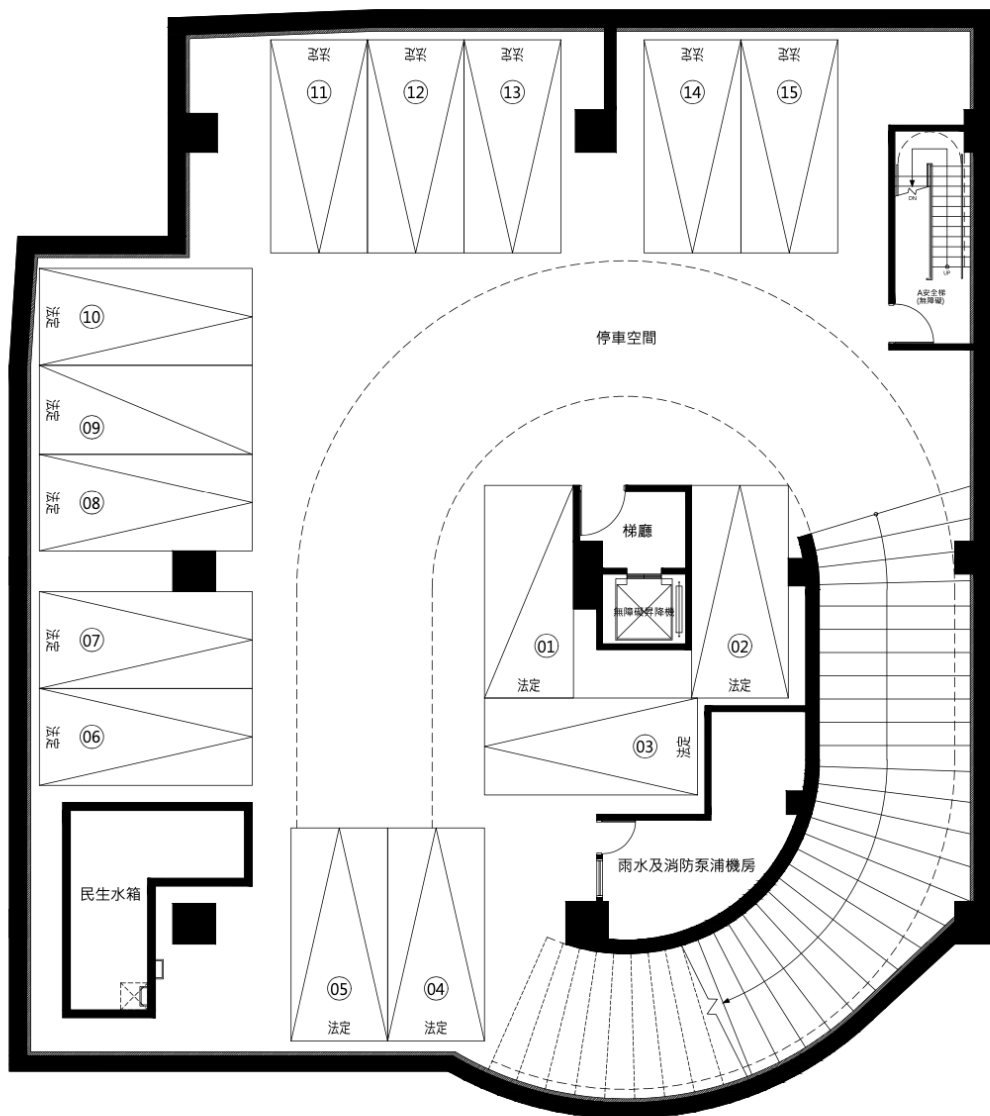 法定
法定
法定
法定
法定
⑪
⑫
⑬
⑭
⑮
DN
UP
A安全梯
(無障礙)
法定
⑩
停車空間
法定
⑨
法定
⑧
梯廳
無障礙昇降機
法定
⑦
01
法定
02
法定
法定
06
03
法定
民生水箱
雨水及消防泵浦機房
05
法定
04
法定